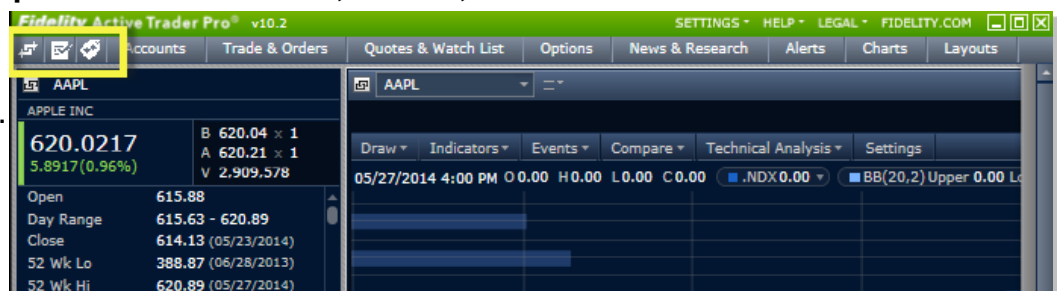 Fidelity Active Trader Pro® v10.2 SETTINGS HELP LEGAL FIDELITY.COM
Accounts Trade & Orders Quotes & Watch List Options News & Research Alerts Charts Layouts
AAPL
APPLE INC
620.0217
5.8917(0.96%)
B 620.04 x 1
A 620.21 x 1
V 2,909,578
Open 615.88
Day Range 615.63 - 620.89
Close 614.13 (05/23/2014)
52 Wk Lo 388.87 (06/28/2013)
52 Wk Hi 620.89 (05/27/2014)
AAPL
Draw Indicators Events Compare Technical Analysis Settings
05/27/2014 4:00 PM O 0.00 H 0.00 L 0.00 C 0.00 .NDX 0.00 BB(20,2) Upper 0.00 Lo